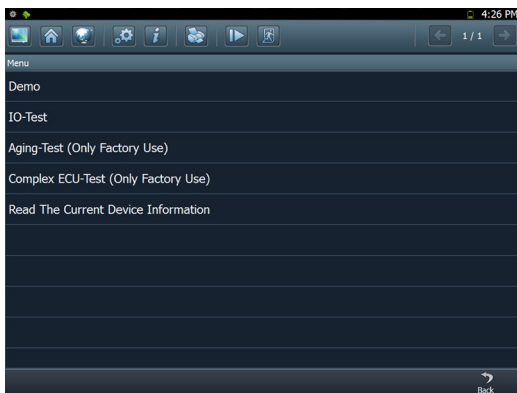 4:26 PM
1 / 1
Menu
Demo
IO-Test
Aging-Test (Only Factory Use)
Complex ECU-Test (Only Factory Use)
Read The Current Device Information
Back